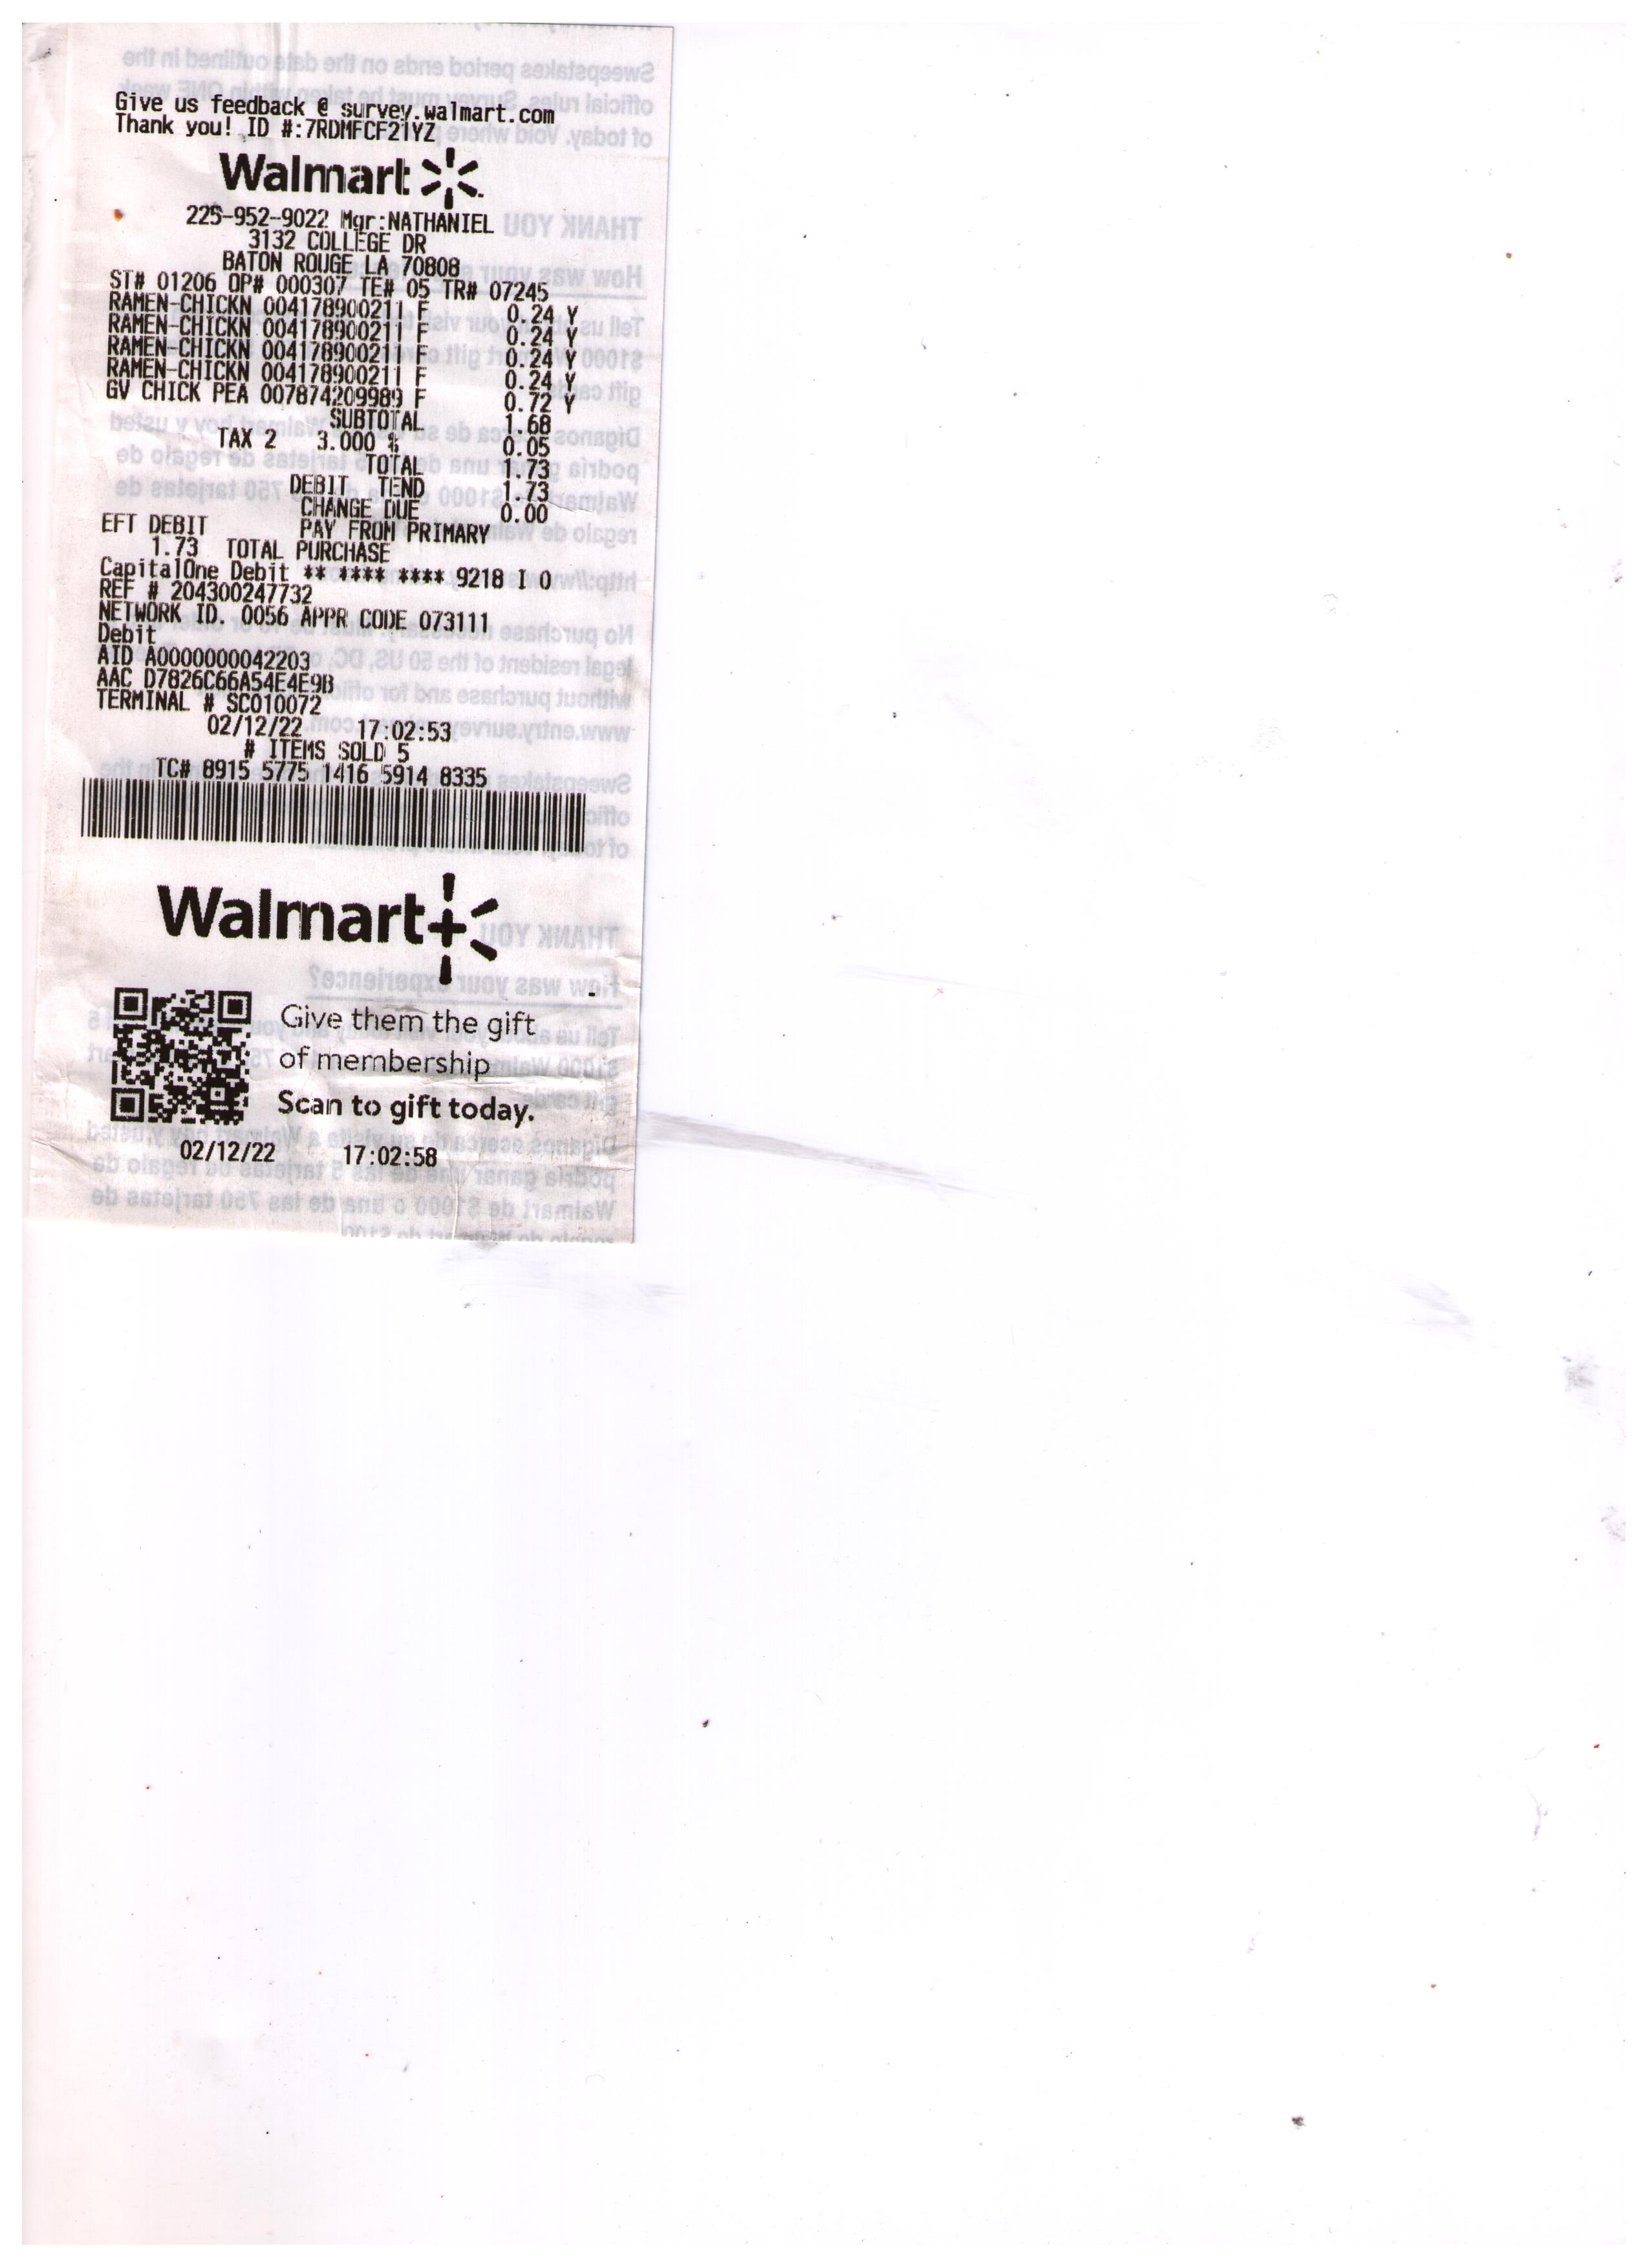 Give us feedback @ survey.walmart.com
Thank you! ID #:7RDMFCF21YZ
Walmart
225-952-9022 Mgr:NATHANIEL
3132 COLLEGE DR
BATON ROUGE LA 70808
ST# 01206 OP# 000307 TE# 05 TR# 07245
RAMEN-CHICKN 004178900211 F 0.24 Y
RAMEN-CHICKN 004178900211 F 0.24 Y
RAMEN-CHICKN 004178900211 F 0.24 Y
RAMEN-CHICKN 004178900211 F 0.24 Y
GV CHICK PEA 007874209989 F 0.72 Y
SUBTOTAL 1.68
TAX 2 3.000 % 0.05
TOTAL 1.73
DEBIT TEND 1.73
CHANGE DUE 0.00
EFT DEBIT PAY FROM PRIMARY
1.73 TOTAL PURCHASE
CapitalOne Debit ** **** **** 9218 I 0
REF # 204300247732
NETWORK ID. 0056 APPR CODE 073111
Debit
AID A0000000042203
AAC D7826C66A54E4E9B
TERMINAL # SC010072
02/12/22 17:02:53
# ITEMS SOLD 5
TC# 8915 5775 1416 5914 8335
Walmart+
Give them the gift
of membership
Scan to gift today.
02/12/22 17:02:58